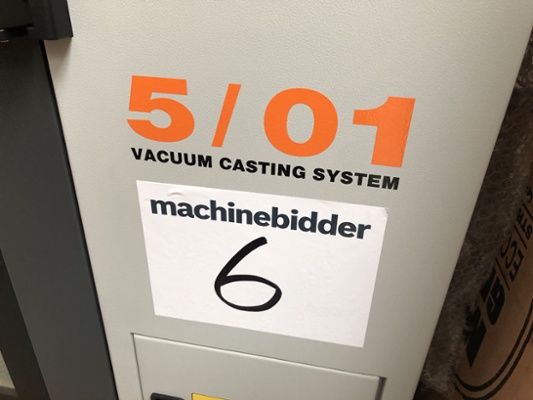 5/01
VACUUM CASTING SYSTEM
machinebidder
6